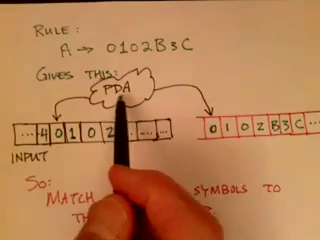 RULE:
A → 0102B3C
GIVES THIS:
PDA
... 4 0 1 0 2 ... ... ...
0 1 0 2 B 3 C ...
INPUT
SO:
MATCH SYMBOLS TO